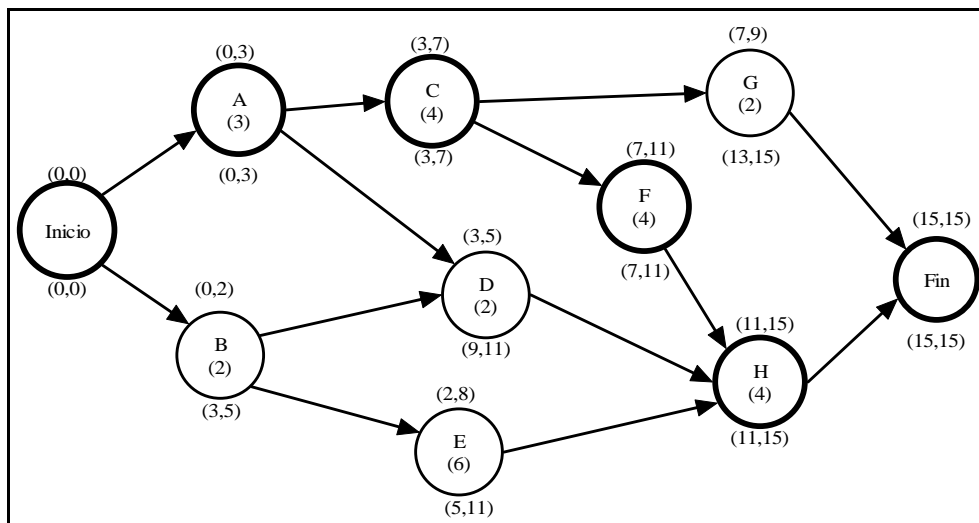 (0,0)
Inicio
(0,0)
(0,3)
A
(3)
(0,3)
(3,7)
C
(4)
(3,7)
(7,9)
G
(2)
(13,15)
(7,11)
F
(4)
(7,11)
(3,5)
D
(2)
(9,11)
(0,2)
B
(2)
(3,5)
(2,8)
E
(6)
(5,11)
(11,15)
H
(4)
(11,15)
(15,15)
Fin
(15,15)